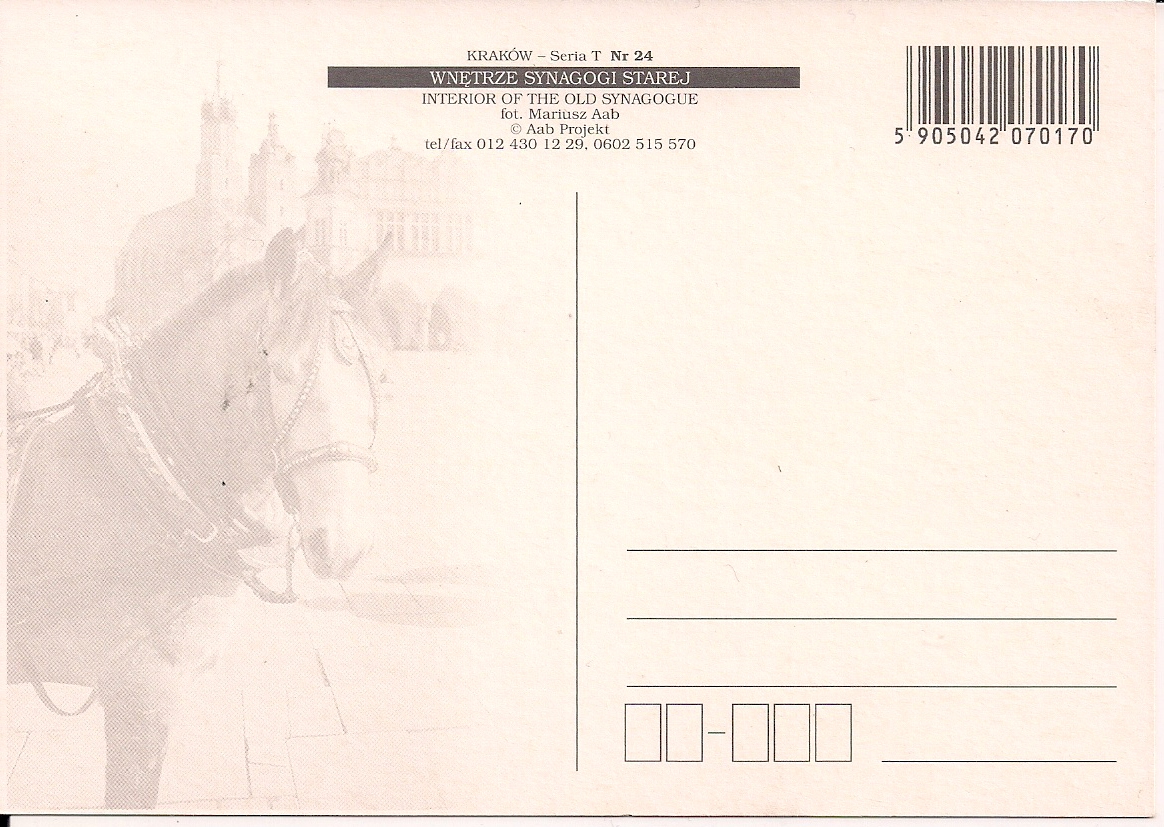 KRAKÓW – Seria T Nr 24
WNĘTRZE SYNAGOGI STAREJ
INTERIOR OF THE OLD SYNAGOGUE
fot. Mariusz Aab
© Aab Projekt
tel/fax 012 430 12 29, 0602 515 570
5 905042 070170